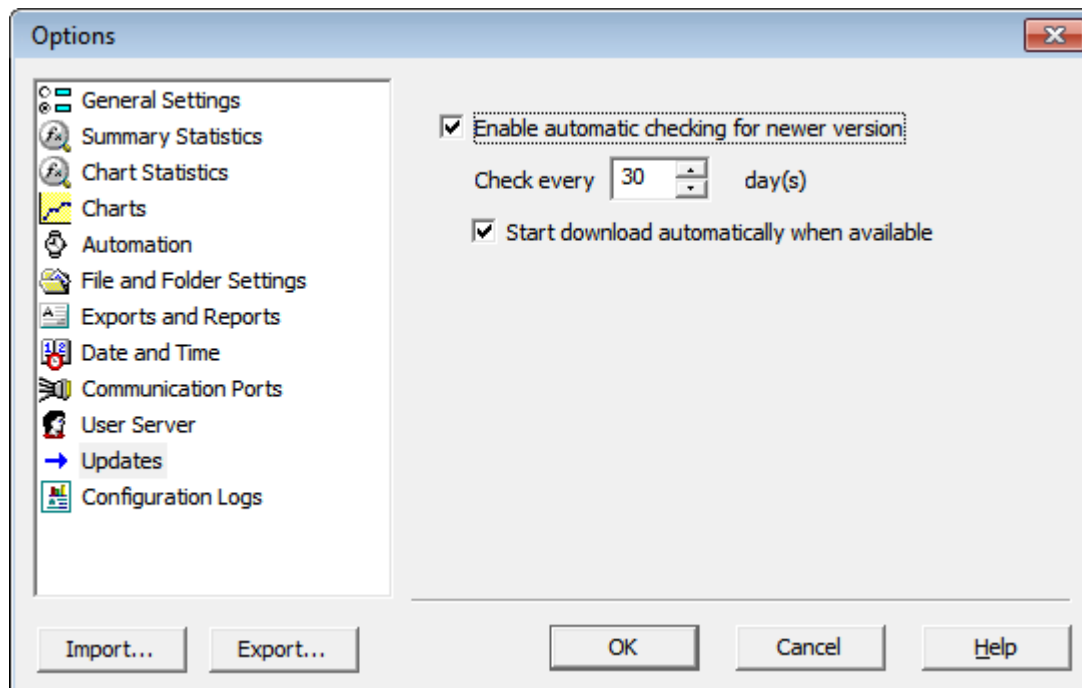 Options
General Settings
Summary Statistics
Chart Statistics
Charts
Automation
File and Folder Settings
Exports and Reports
Date and Time
Communication Ports
User Server
Updates
Configuration Logs
Enable automatic checking for newer version
Check every 30 day(s)
Start download automatically when available
Import... Export... OK Cancel Help